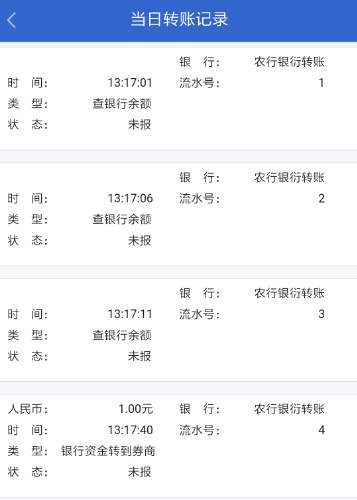 当日转账记录
银 行: 农行银衍转账
时 间: 13:17:01 流水号: 1
类 型: 查银行余额
状 态: 未报
银 行: 农行银衍转账
时 间: 13:17:06 流水号: 2
类 型: 查银行余额
状 态: 未报
银 行: 农行银衍转账
时 间: 13:17:11 流水号: 3
类 型: 查银行余额
状 态: 未报
人民币: 1.00元 银 行: 农行银衍转账
时 间: 13:17:40 流水号: 4
类 型: 银行资金转到券商
状 态: 未报